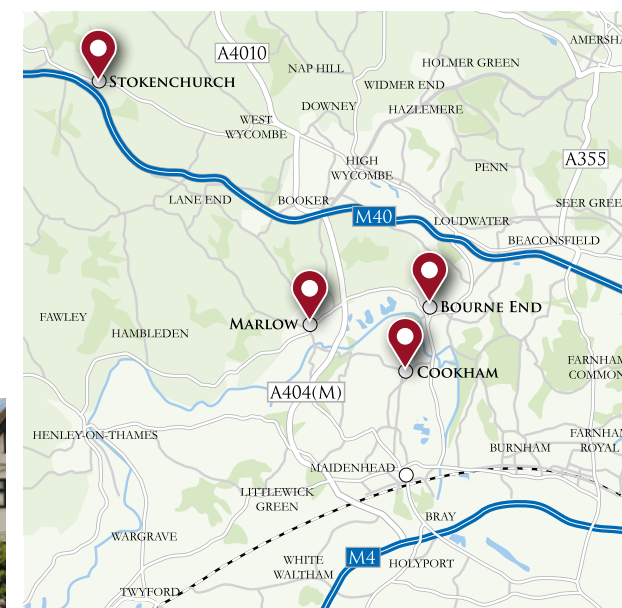 AMERSHA
A4010
HOLMER GREEN
NAP HILL
STOKENCHURCH
WIDMER END
DOWNEY
HAZLEMERE
WEST
WYCOMBE
A355
HIGH
WYCOMBE
PENN
LANE END
BOOKER
SEER GREE
M40
LOUDWATER
BEACONSFIELD
BOURNE END
FAWLEY
MARLOW
HAMBLEDEN
FARNHAM
COMMON
COOKHAM
A404(M)
HENLEY-ON-THAMES
FARNHAM
ROYAL
BURNHAM
MAIDENHEAD
LITTLEWICK
GREEN
BRAY
WARGRAVE
M4
WHITE
WALTHAM
HOLYPORT
TWYFORD